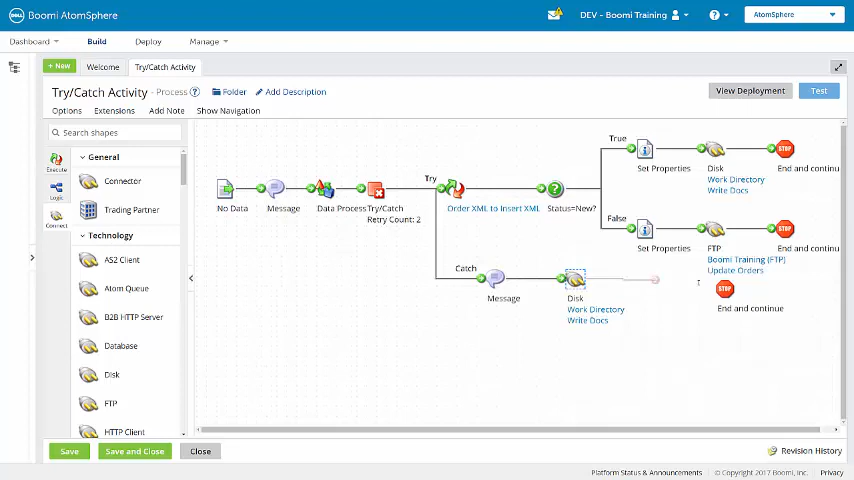 DELL Boomi AtomSphere
DEV - Boomi Training
AtomSphere
Dashboard Build Deploy Manage
+ New Welcome Try/Catch Activity
Try/Catch Activity - Process ? Folder Add Description
View Deployment Test
Options Extensions Add Note Show Navigation
Search shapes
Execute
Logic
Connect
General
Connector
Trading Partner
Technology
AS2 Client
Atom Queue
B2B HTTP Server
Database
Disk
FTP
HTTP Client
No Data
Message
Data Process
Try/Catch
Retry Count: 2
Try
Order XML to Insert XML
Status=New?
True
Set Properties
Disk
Work Directory
Write Docs
STOP
End and continue
False
Set Properties
FTP
Boomi Training (FTP)
Update Orders
STOP
End and continue
Catch
Message
Disk
Work Directory
Write Docs
STOP
End and continue
Save Save and Close Close
Revision History
Platform Status & Announcements | © Copyright 2017 Boomi, Inc. | Privacy